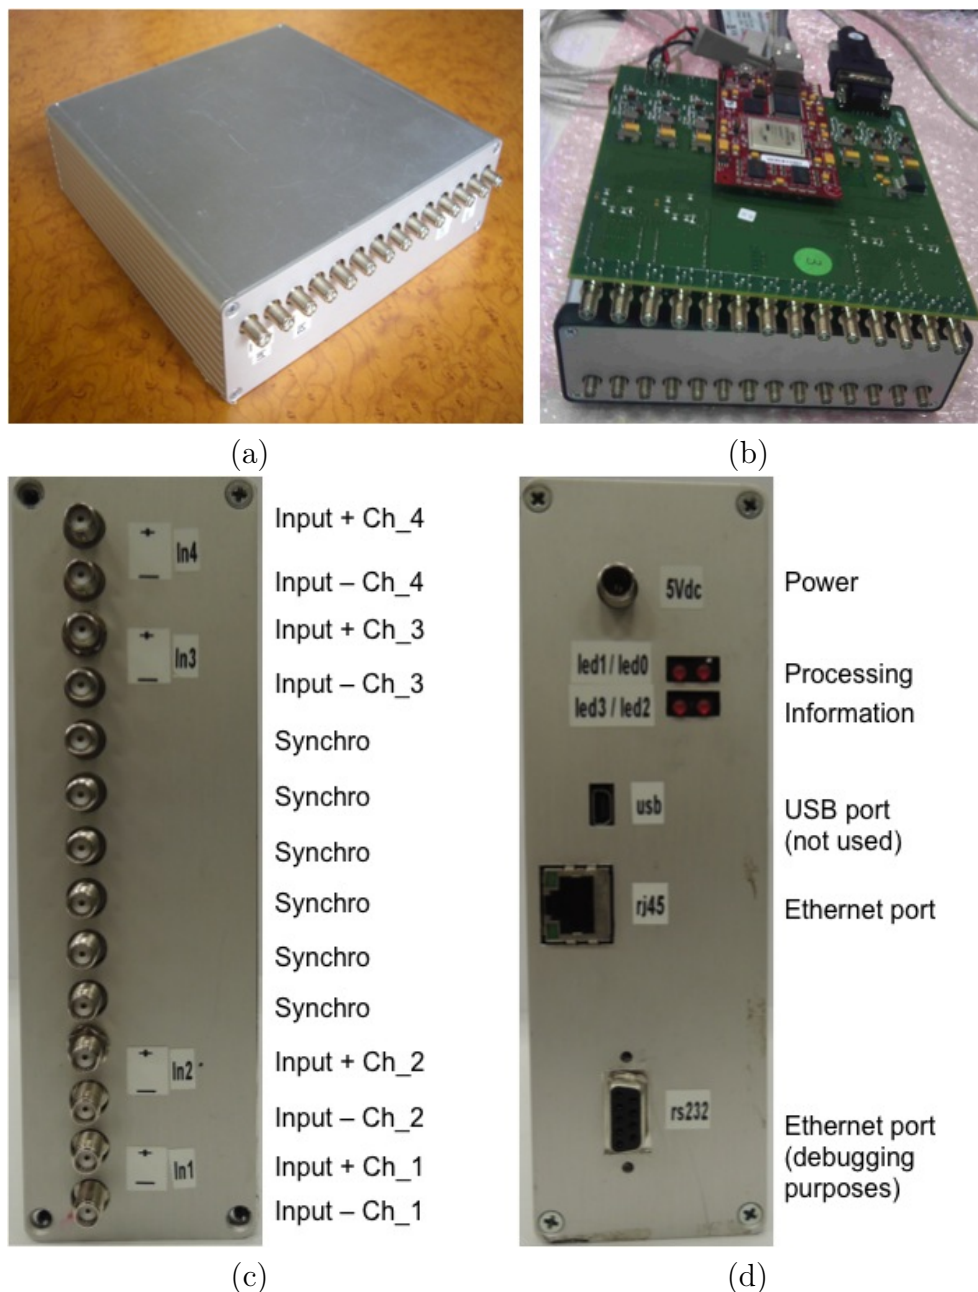 (a)
(b)
+
In4
−
Input + Ch_4
Input – Ch_4
+
In3
−
Input + Ch_3
Input – Ch_3
Synchro
Synchro
Synchro
Synchro
Synchro
Synchro
+
In2
−
Input + Ch_2
Input – Ch_2
+
In1
−
Input + Ch_1
Input – Ch_1
5Vdc
Power
led1 / led0
led3 / led2
Processing
Information
usb
USB port
(not used)
rj45
Ethernet port
rs232
Ethernet port
(debugging
purposes)
(c)
(d)